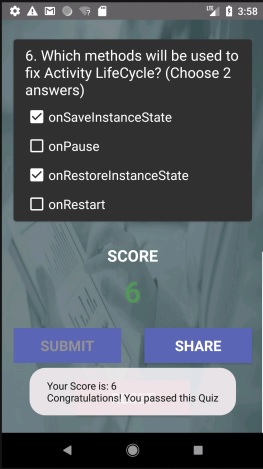 3:58
6. Which methods will be used to
fix Activity LifeCycle? (Choose 2
answers)
onSaveInstanceState
onPause
onRestoreInstanceState
onRestart
SCORE
6
SUBMIT SHARE
Your Score is: 6
Congratulations! You passed this Quiz